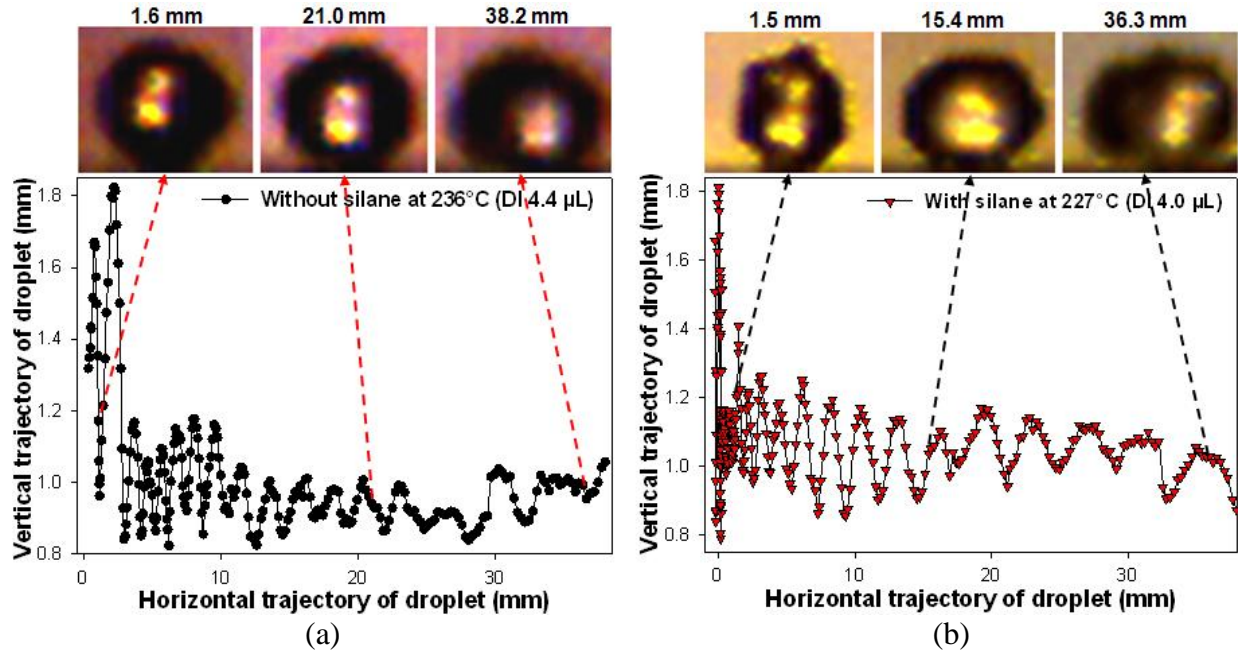 (a)
1.6 mm 21.0 mm 38.2 mm
Without silane at 236°C (DI 4.4 µL)
Vertical trajectory of droplet (mm)
1.8
1.6
1.4
1.2
1.0
0.8
0 10 20 30
Horizontal trajectory of droplet (mm)
(a)
(b)
1.5 mm 15.4 mm 36.3 mm
With silane at 227°C (DI 4.0 µL)
Vertical trajectory of droplet (mm)
1.8
1.6
1.4
1.2
1.0
0.8
0 10 20 30
Horizontal trajectory of droplet (mm)
(b)